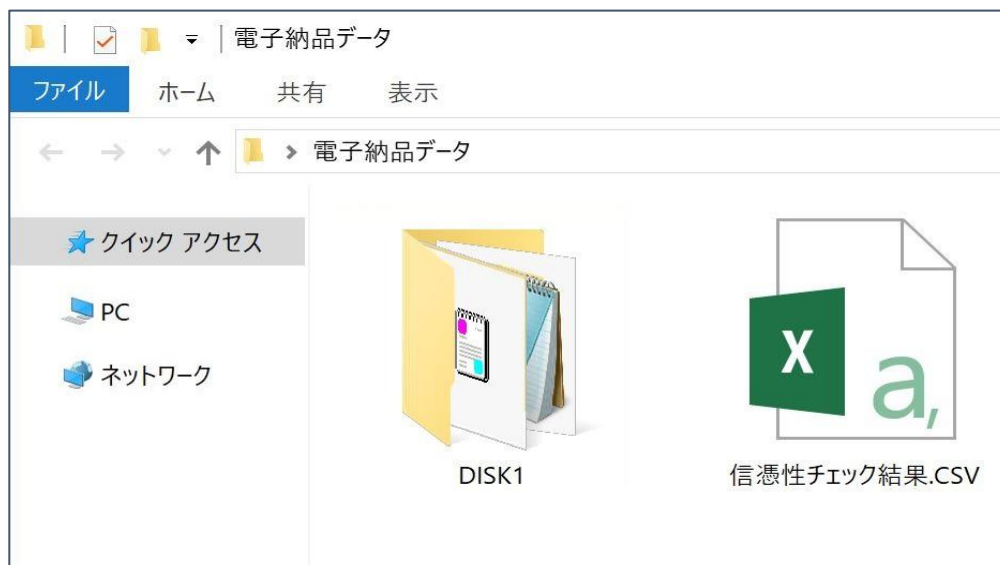 電子納品データ
ファイル ホーム 共有 表示
電子納品データ
クイック アクセス
PC
ネットワーク
X a,
DISK1
信憑性チェック結果.CSV